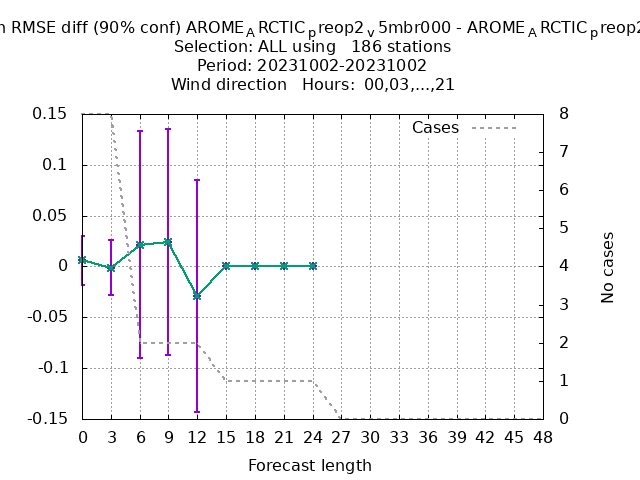 n RMSE diff (90% conf) AROME_ARCTIC_preop2_v5mbr000 - AROME_ARCTIC_preop2
Selection: ALL using 186 stations
Period: 20231002-20231002
Wind direction Hours: 00,03,...,21
Cases
0.15
0.1
0.05
0
-0.05
-0.1
-0.15
8
7
6
5
4
3
2
1
0
No cases
0 3 6 9 12 15 18 21 24 27 30 33 36 39 42 45 48
Forecast length